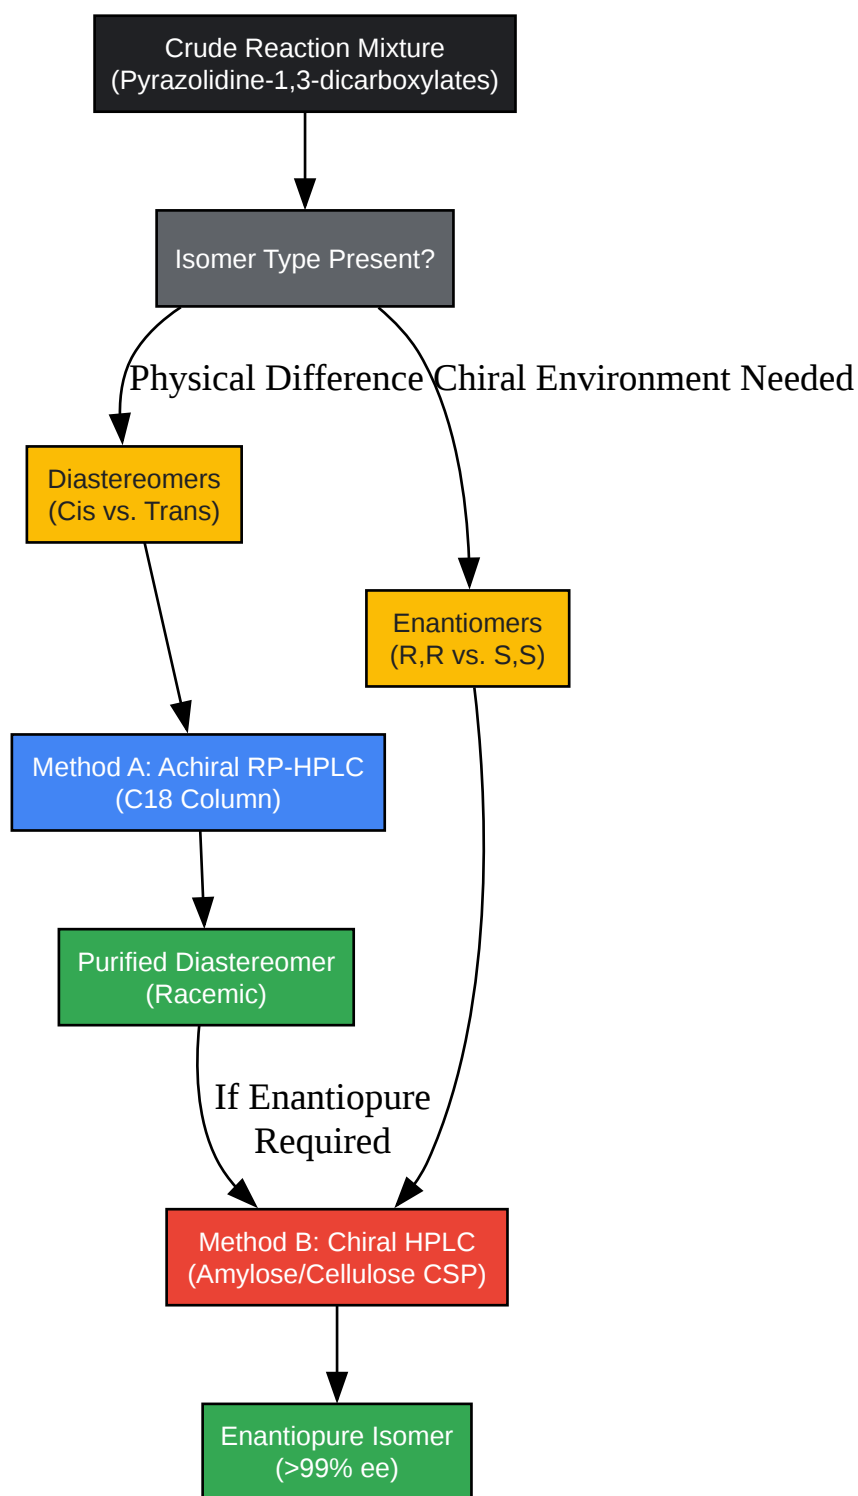 Crude Reaction Mixture
(Pyrazolidine-1,3-dicarboxylates)
Isomer Type Present?
Physical Difference
Chiral Environment Needed
Diastereomers
(Cis vs. Trans)
Enantiomers
(R,R vs. S,S)
Method A: Achiral RP-HPLC
(C18 Column)
Purified Diastereomer
(Racemic)
If Enantiopure
Required
Method B: Chiral HPLC
(Amylose/Cellulose CSP)
Enantiopure Isomer
(>99% ee)